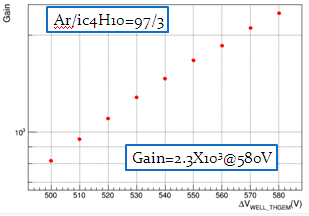 Gain
Ar/ic4H10=97/3
10³
Gain=2.3X10³@580V
500 510 520 530 540 550 560 570 580
ΔV_WELL_THGEM(V)